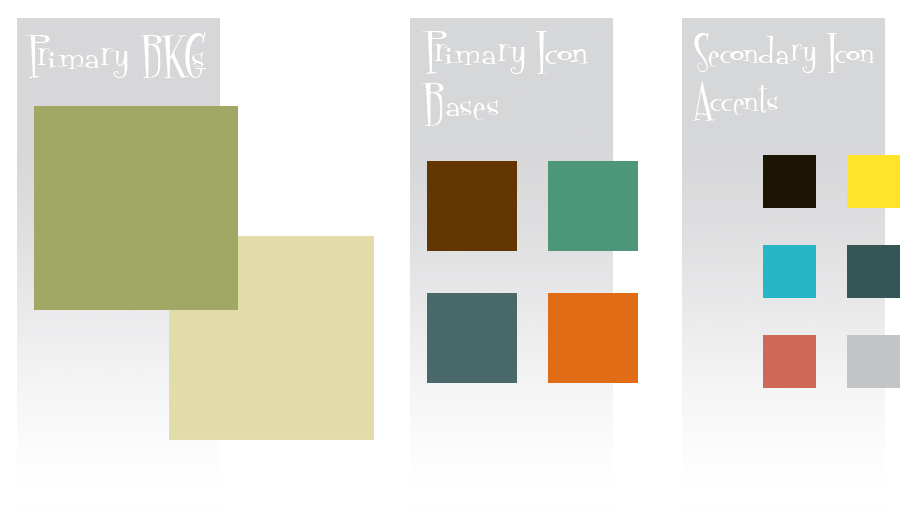 Primary BKGs
Primary Icon
Bases
Secondary Icon
Accents